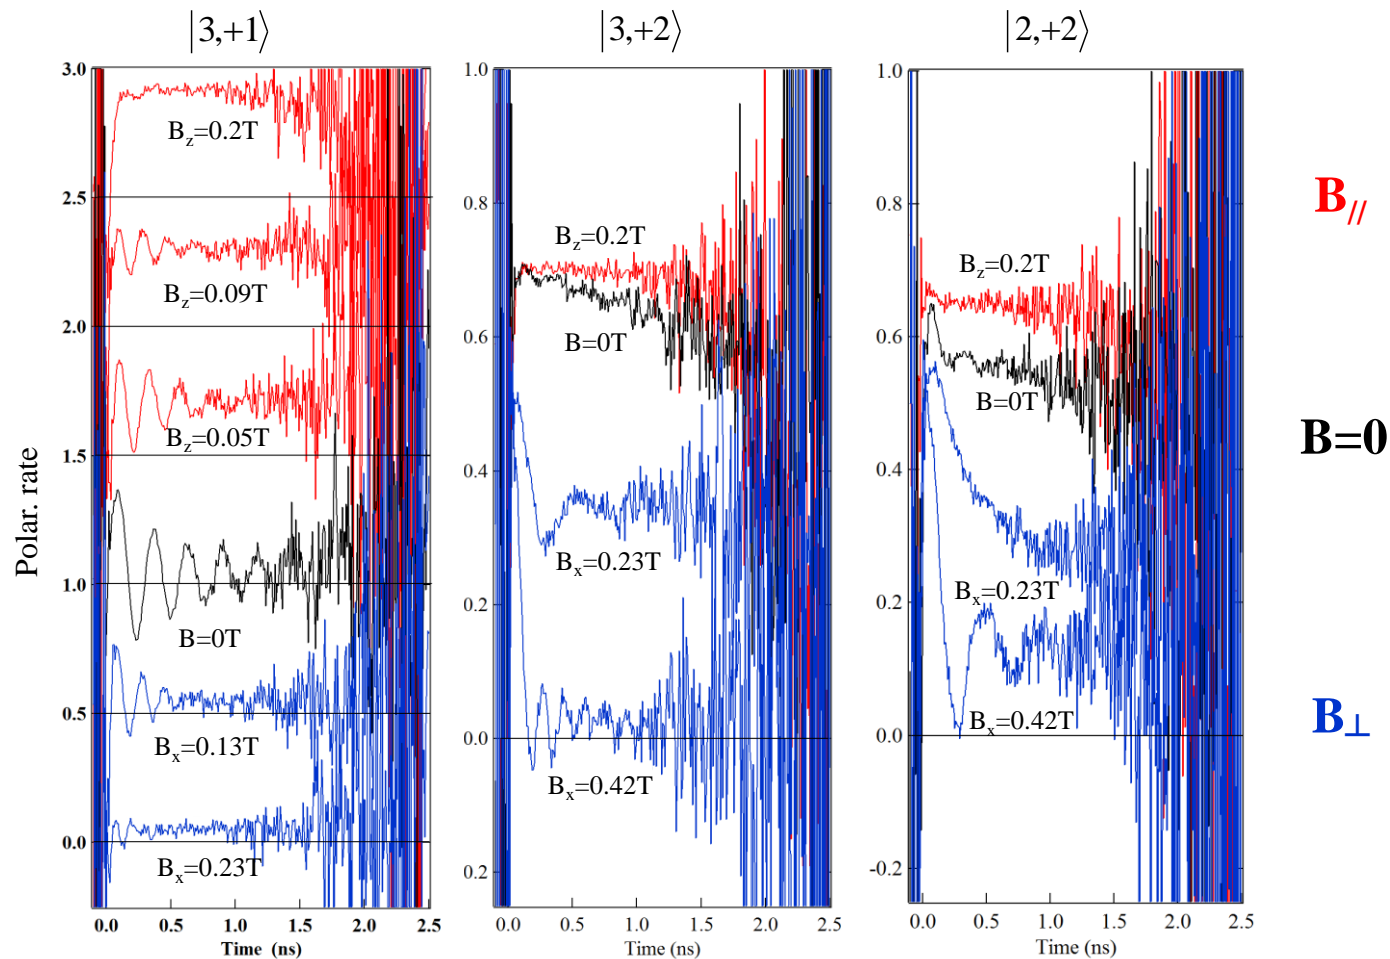 |3,+1⟩
|3,+2⟩
|2,+2⟩
Polar. rate
3.0
2.5
2.0
1.5
1.0
0.5
0.0
B_z=0.2T
B_z=0.09T
B_z=0.05T
B=0T
B_x=0.13T
B_x=0.23T
0.0 0.5 1.0 1.5 2.0 2.5
Time (ns)
1.0
0.8
0.6
0.4
0.2
0.0
0.2
B_z=0.2T
B=0T
B_x=0.23T
B_x=0.42T
0.0 0.5 1.0 1.5 2.0 2.5
Time (ns)
1.0
0.8
0.6
0.4
0.2
0.0
-0.2
B_z=0.2T
B=0T
B_x=0.23T
B_x=0.42T
0.0 0.5 1.0 1.5 2.0 2.5
Time (ns)
B_//
B=0
B_⊥